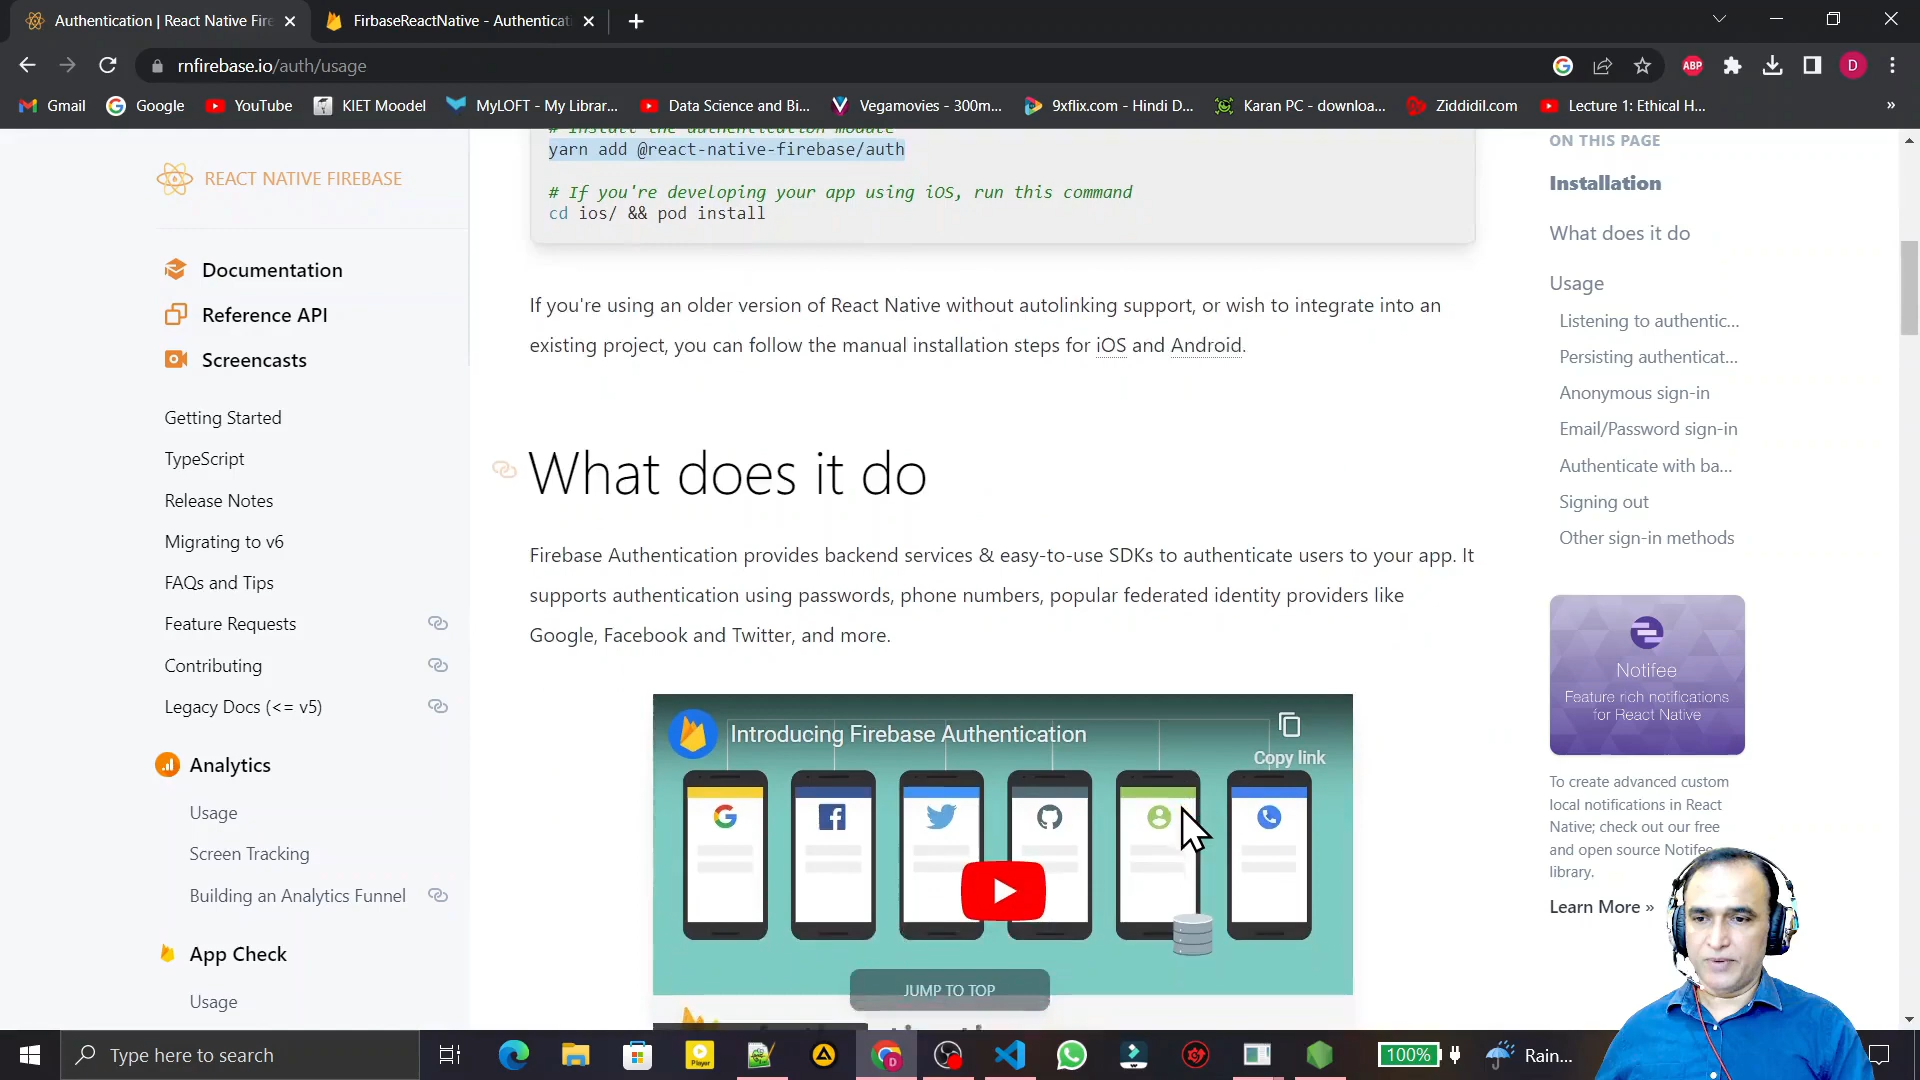 Authentication | React Native Fire
FirbaseReactNative - Authenticati
rnfirebase.io/auth/usage
ABP
D
Gmail
Google
YouTube
KIET Moodel
MyLOFT - My Librar...
Data Science and Bi...
Vegamovies - 300m...
9xflix.com - Hindi D...
Karan PC - downloa...
Ziddidil.com
Lecture 1: Ethical H...
»
REACT NATIVE FIREBASE
Documentation
Reference API
Screencasts
Getting Started
TypeScript
Release Notes
Migrating to v6
FAQs and Tips
Feature Requests
Contributing
Legacy Docs (<= v5)
Analytics
Usage
Screen Tracking
Building an Analytics Funnel
App Check
Usage
# Install the authentication module
yarn add @react-native-firebase/auth
# If you're developing your app using iOS, run this command
cd ios/ && pod install
If you're using an older version of React Native without autolinking support, or wish to integrate into an
existing project, you can follow the manual installation steps for iOS and Android.
What does it do
Firebase Authentication provides backend services & easy-to-use SDKs to authenticate users to your app. It
supports authentication using passwords, phone numbers, popular federated identity providers like
Google, Facebook and Twitter, and more.
Introducing Firebase Authentication
Copy link
JUMP TO TOP
ON THIS PAGE
Installation
What does it do
Usage
Listening to authentic...
Persisting authenticat...
Anonymous sign-in
Email/Password sign-in
Authenticate with ba...
Signing out
Other sign-in methods
Notifee
Feature rich notifications
for React Native
To create advanced custom
local notifications in React
Native; check out our free
and open source Notifee
library.
Learn More »
Type here to search
Player
D
100%
Rain...